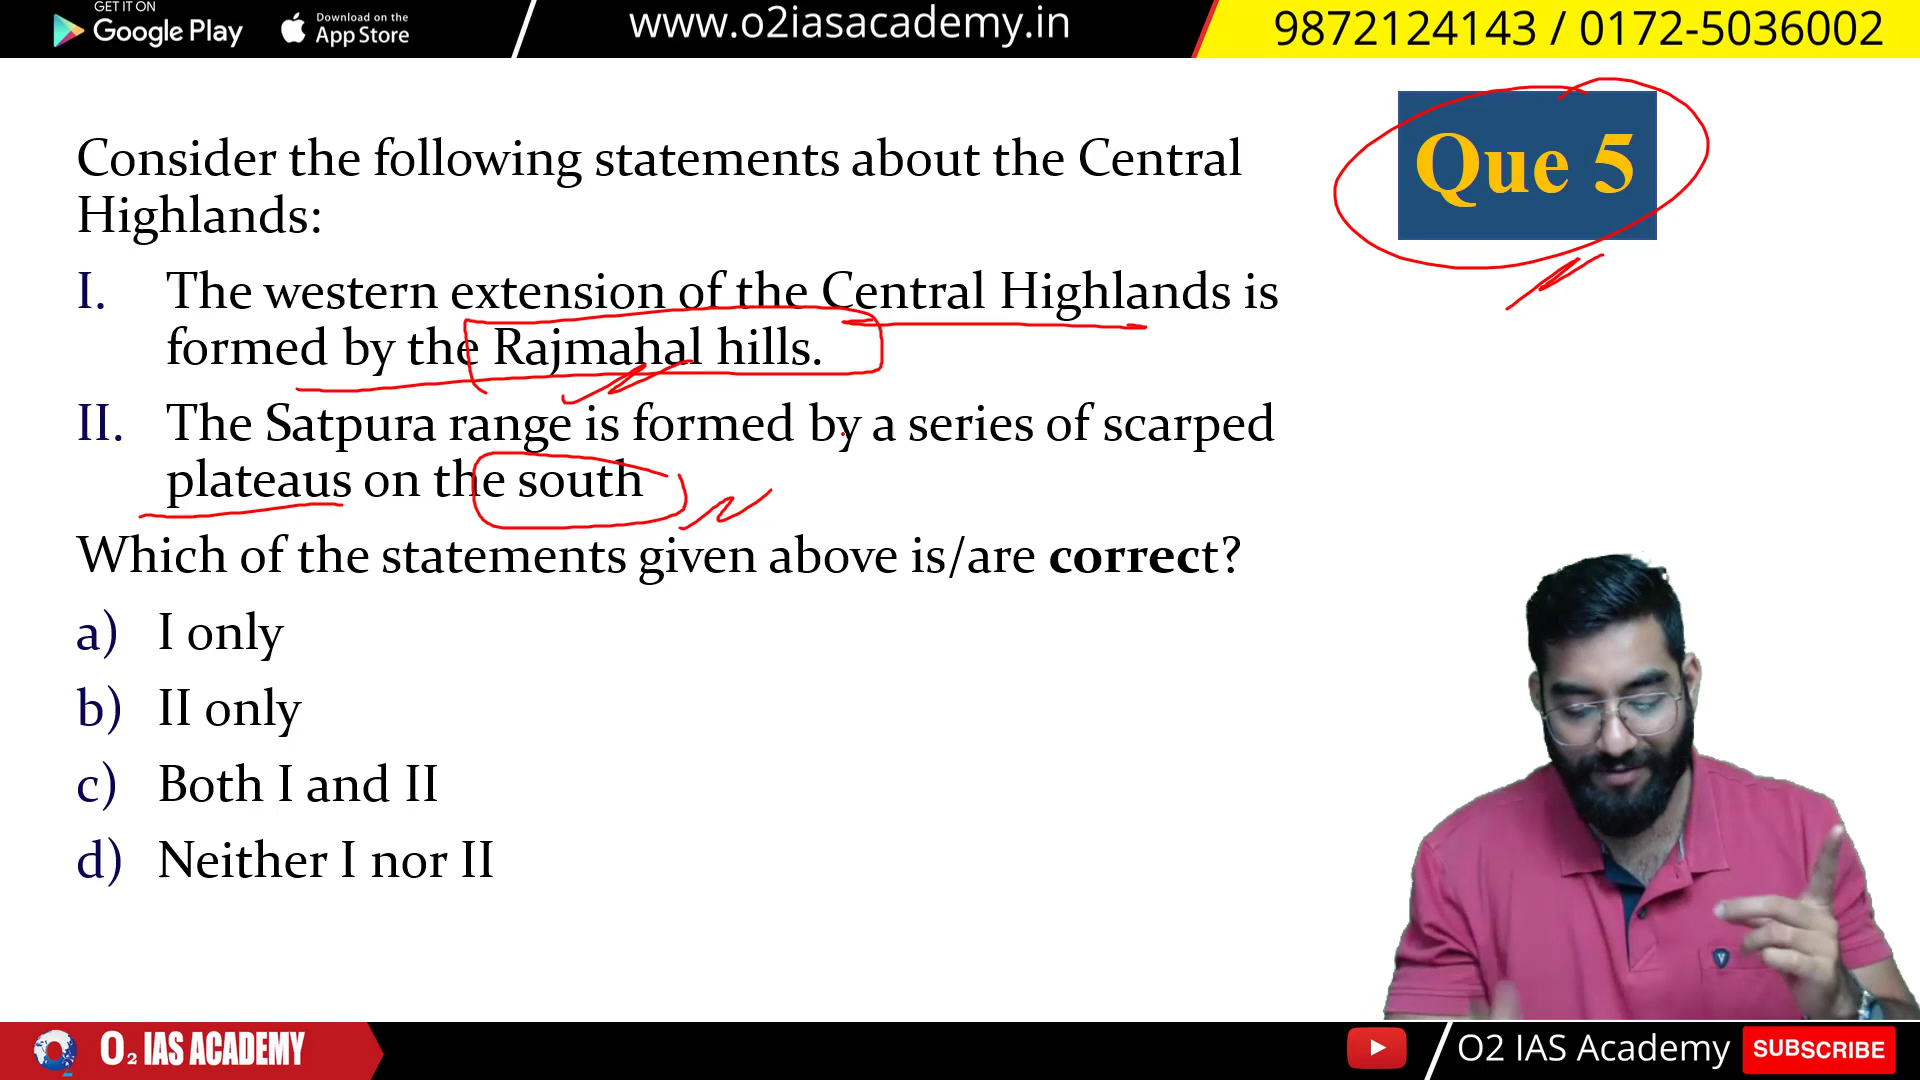 GET IT ON
Google Play
Download on the
App Store
www.o2iasacademy.in
9872124143 / 0172-5036002
Que 5
Consider the following statements about the Central
Highlands:
I. The western extension of the Central Highlands is
formed by the Rajmahal hills.
II. The Satpura range is formed by a series of scarped
plateaus on the south
Which of the statements given above is/are correct?
a) I only
b) II only
c) Both I and II
d) Neither I nor II
O2 IAS ACADEMY
O2 IAS Academy
SUBSCRIBE